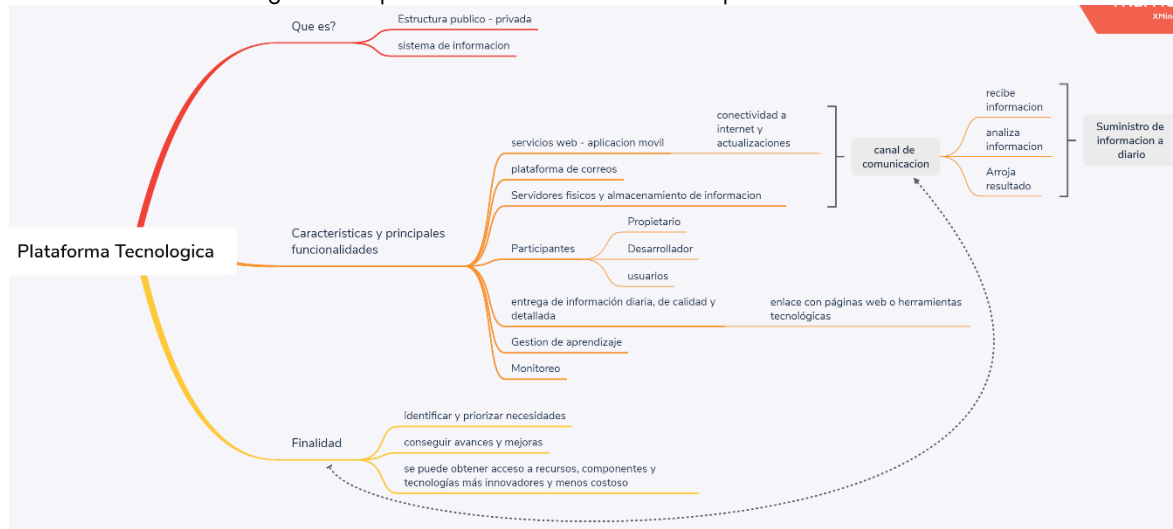 Que es?
Estructura publico - privada
sistema de informacion
XMind
Plataforma Tecnologica
Caracteristicas y principales
funcionalidades
servicios web - aplicacion movil
conectividad a
internet y
actualizaciones
plataforma de correos
Servidores fisicos y almacenamiento de informacion
canal de
comunicacion
recibe
informacion
analiza
informacion
Arroja
resultado
Suministro de
informacion a
diario
Participantes
Propietario
Desarrollador
usuarios
entrega de información diaria, de calidad y
detallada
enlace con páginas web o herramientas
tecnológicas
Gestion de aprendizaje
Monitoreo
Finalidad
identificar y priorizar necesidades
conseguir avances y mejoras
se puede obtener acceso a recursos, componentes y
tecnologías más innovadores y menos costoso